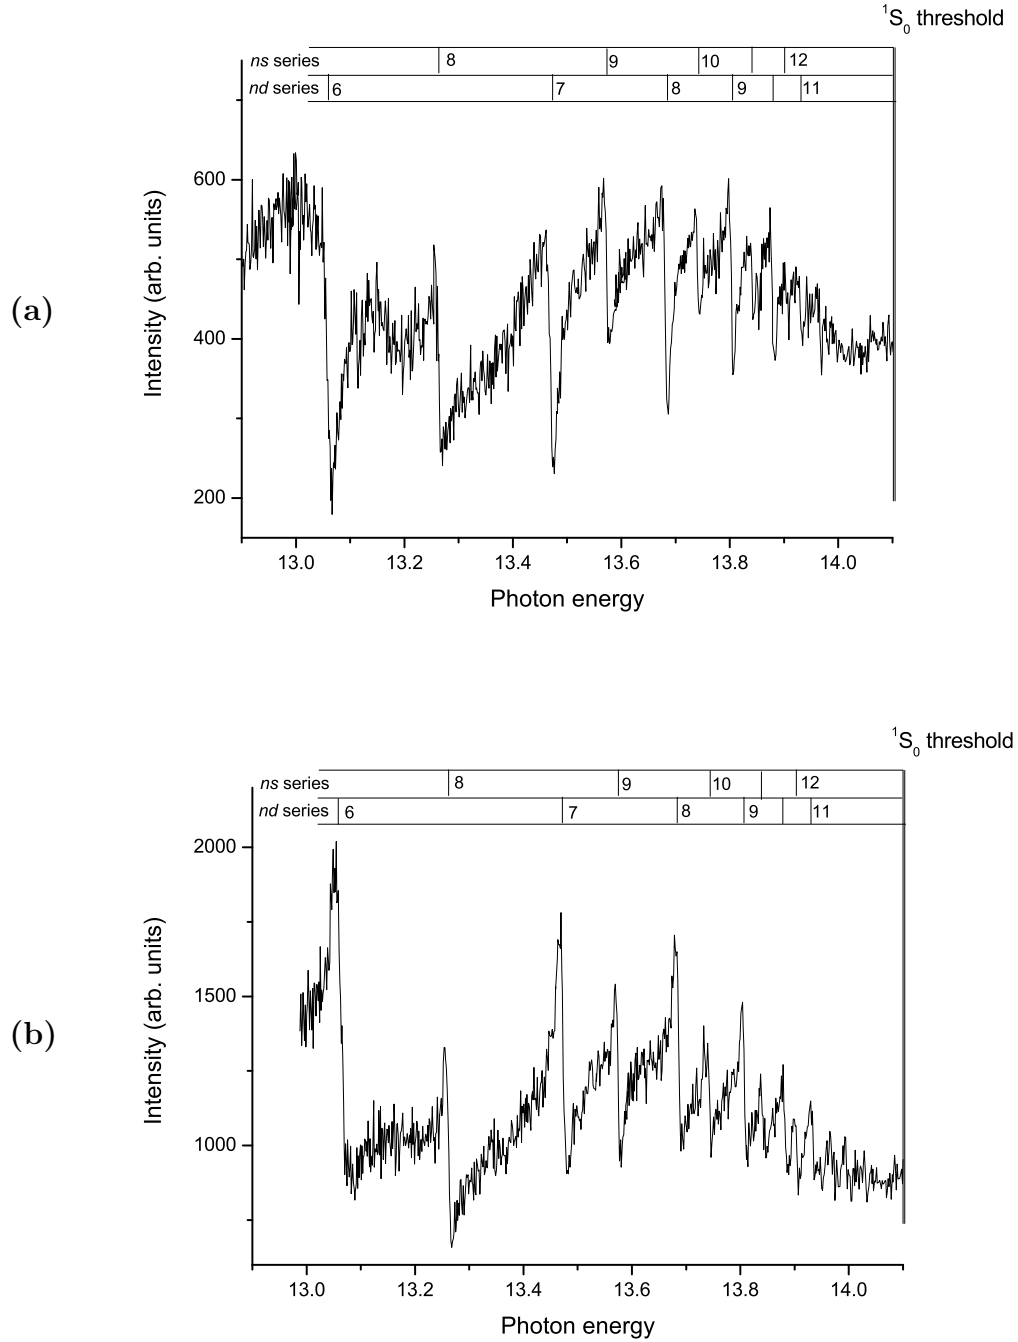 ¹S₀ threshold
ns series 8 9 10 12
nd series 6 7 8 9 11
600
400
200
Intensity (arb. units)
(a)
13.0 13.2 13.4 13.6 13.8 14.0
Photon energy
¹S₀ threshold
ns series 8 9 10 12
nd series 6 7 8 9 11
2000
1500
1000
Intensity (arb. units)
(b)
13.0 13.2 13.4 13.6 13.8 14.0
Photon energy